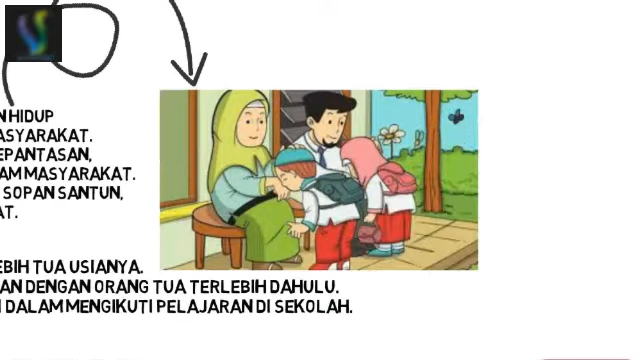 N HIDUP
ASYARAKAT.
EPANTASAN,
AM MASYARAKAT.
SOPAN SANTUN,
AT.
EBIH TUA USIANYA.
AN DENGAN ORANG TUA TERLEBIH DAHULU.
I DALAM MENGIKUTI PELAJARAN DI SEKOLAH.